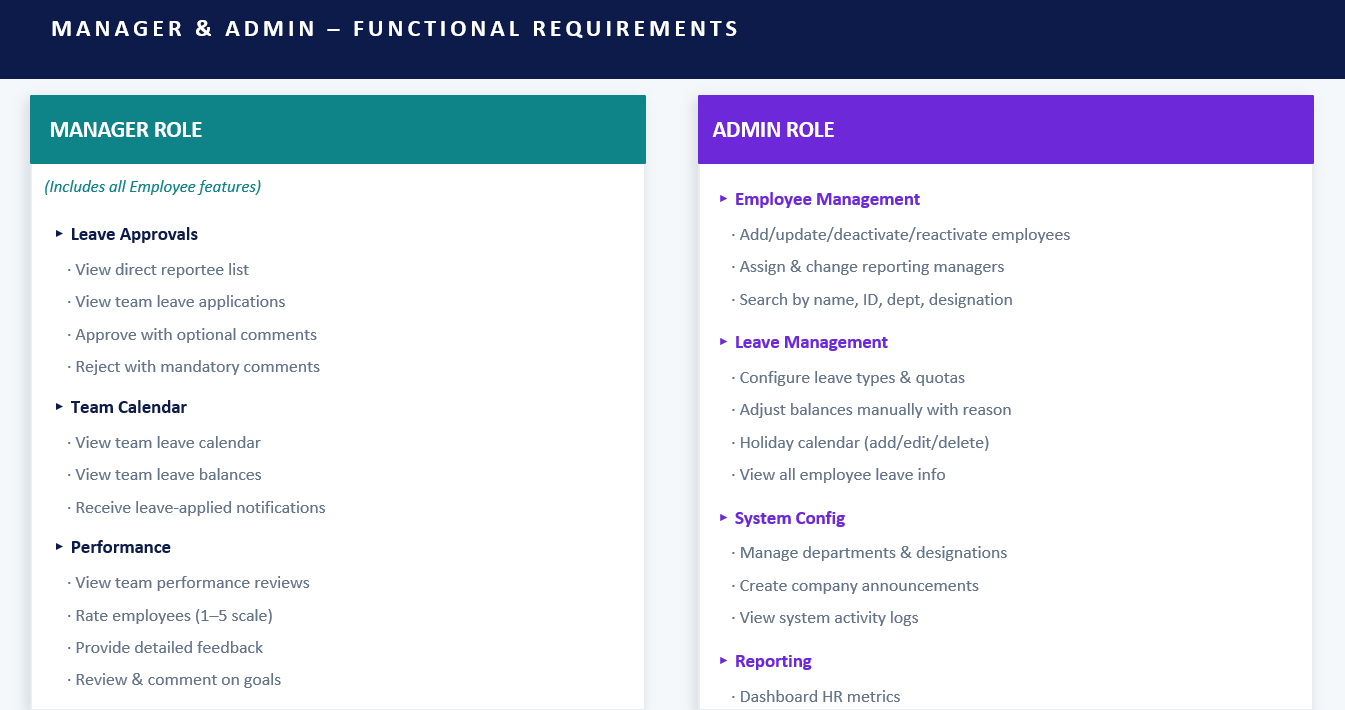 MANAGER & ADMIN – FUNCTIONAL REQUIREMENTS
MANAGER ROLE
(Includes all Employee features)
▸ Leave Approvals
· View direct reportee list
· View team leave applications
· Approve with optional comments
· Reject with mandatory comments
▸ Team Calendar
· View team leave calendar
· View team leave balances
· Receive leave-applied notifications
▸ Performance
· View team performance reviews
· Rate employees (1–5 scale)
· Provide detailed feedback
· Review & comment on goals
ADMIN ROLE
▸ Employee Management
· Add/update/deactivate/reactivate employees
· Assign & change reporting managers
· Search by name, ID, dept, designation
▸ Leave Management
· Configure leave types & quotas
· Adjust balances manually with reason
· Holiday calendar (add/edit/delete)
· View all employee leave info
▸ System Config
· Manage departments & designations
· Create company announcements
· View system activity logs
▸ Reporting
· Dashboard HR metrics